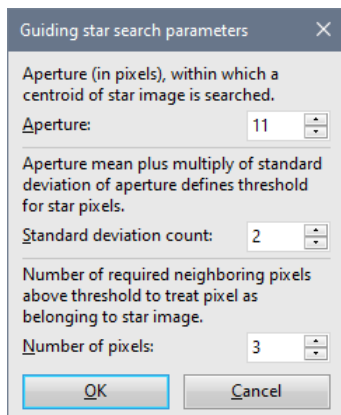 Guiding star search parameters
Aperture (in pixels), within which a
centroid of star image is searched.
Aperture: 11
Aperture mean plus multiply of standard
deviation of aperture defines threshold
for star pixels.
Standard deviation count: 2
Number of required neighboring pixels
above threshold to treat pixel as
belonging to star image.
Number of pixels: 3
OK Cancel